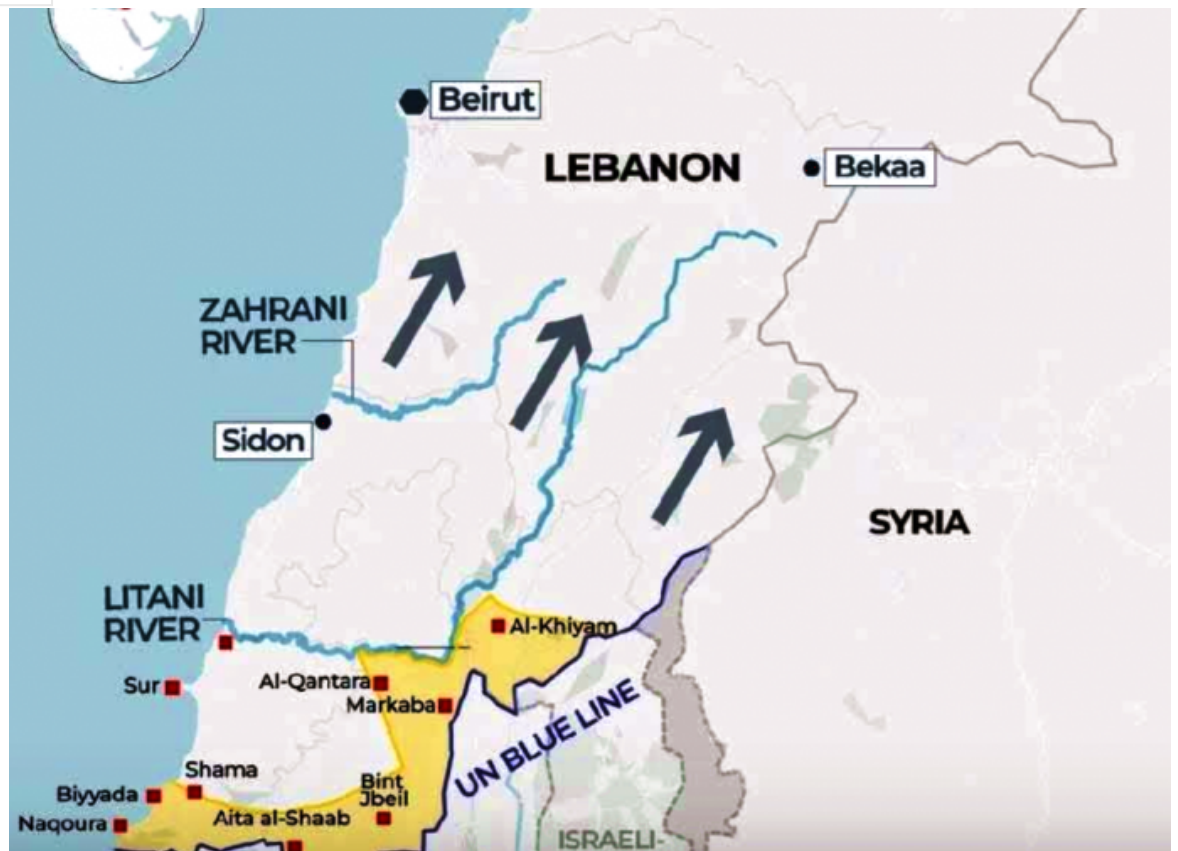 Beirut
LEBANON
Bekaa
ZAHRANI
RIVER
Sidon
SYRIA
LITANI
RIVER
Al-Khiyam
Sur
Al-Qantara
Markaba
UN BLUE LINE
Shama
Biyyada
Bint
Jbeil
Naqoura
Aita al-Shaab
ISRAELI-